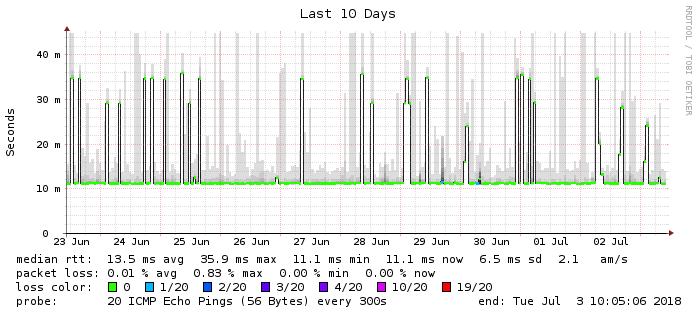 Last 10 Days
RRDTOOL / TOBI OETIKER
Seconds
40 m
30 m
20 m
10 m
0
23 Jun 24 Jun 25 Jun 26 Jun 27 Jun 28 Jun 29 Jun 30 Jun 01 Jul 02 Jul
median rtt: 13.5 ms avg 35.9 ms max 11.1 ms min 11.1 ms now 6.5 ms sd 2.1 am/s
packet loss: 0.01 % avg 0.83 % max 0.00 % min 0.00 % now
loss color: 0 1/20 2/20 3/20 4/20 10/20 19/20
probe: 20 ICMP Echo Pings (56 Bytes) every 300s end: Tue Jul 3 10:05:06 2018